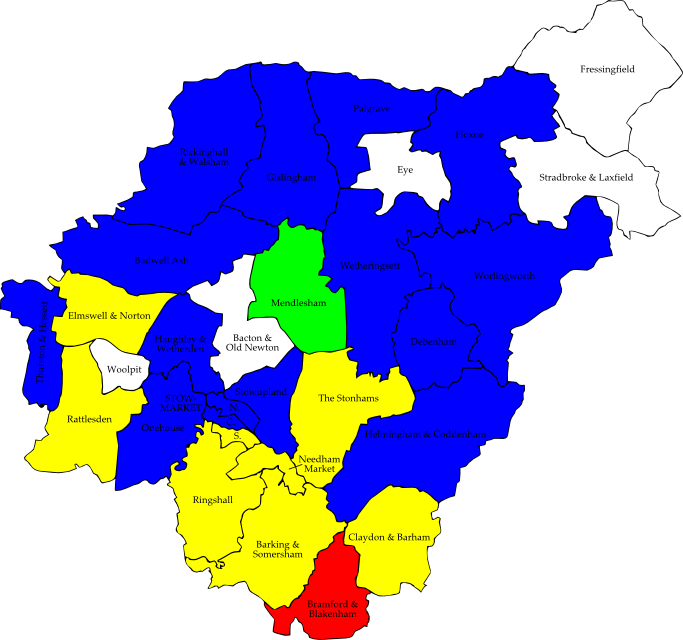 Fressingfield
Palgrave
Hoxne
Rickinghall
& Walsham
Eye
Gislingham
Stradbroke & Laxfield
Badwell Ash
Wetheringsett
Worlingworth
Mendlesham
Elmswell & Norton
Thurston & Hessett
Haughley &
Wetherden
Bacton &
Old Newton
Debenham
Woolpit
Stowupland
The Stonhams
STOW-
MARKET
N.
Rattlesden
Onehouse
S.
Helmingham & Coddenham
Needham
Market
Ringshall
Claydon & Barham
Barking &
Somersham
Bramford &
Blakenham